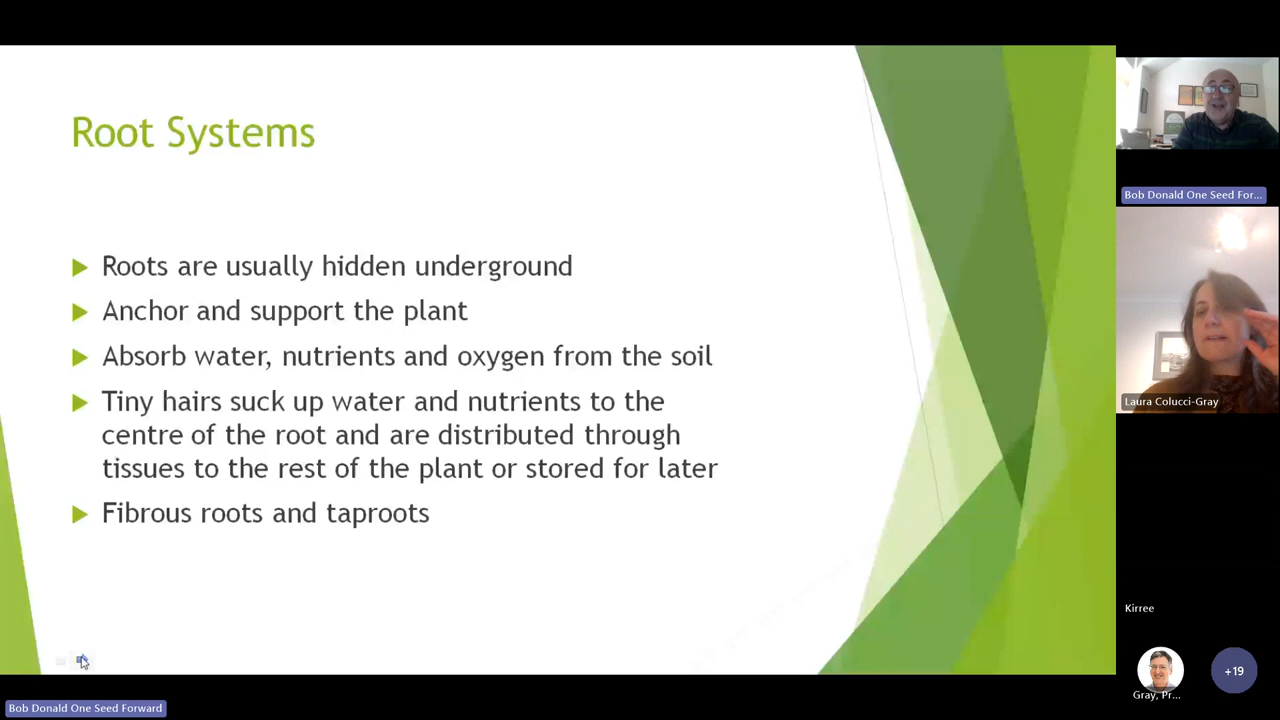 Root Systems
Roots are usually hidden underground
Anchor and support the plant
Absorb water, nutrients and oxygen from the soil
Tiny hairs suck up water and nutrients to the
centre of the root and are distributed through
tissues to the rest of the plant or stored for later
Fibrous roots and taproots
Bob Donald One Seed For...
Laura Colucci-Gray
Kirree
Gray, Pr...
+19
Bob Donald One Seed Forward